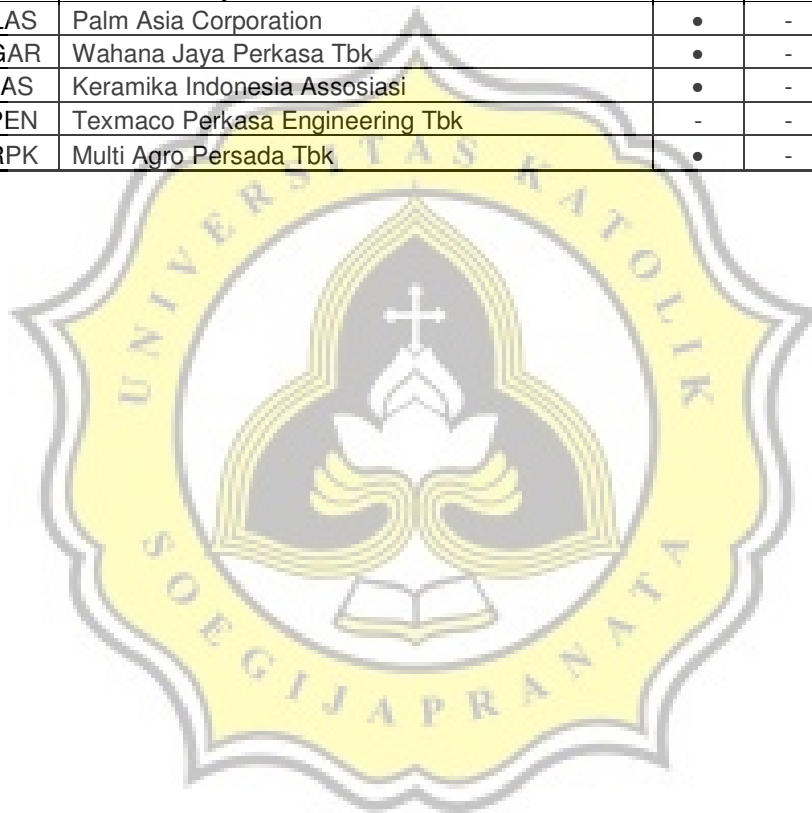 LAS Palm Asia Corporation ● -
GAR Wahana Jaya Perkasa Tbk ● -
AS Keramika Indonesia Assosiasi ● -
PEN Texmaco Perkasa Engineering Tbk - -
RPK Multi Agro Persada Tbk ● -
UNIVERSITAS KATOLIK
SOEGIJAPRANATA